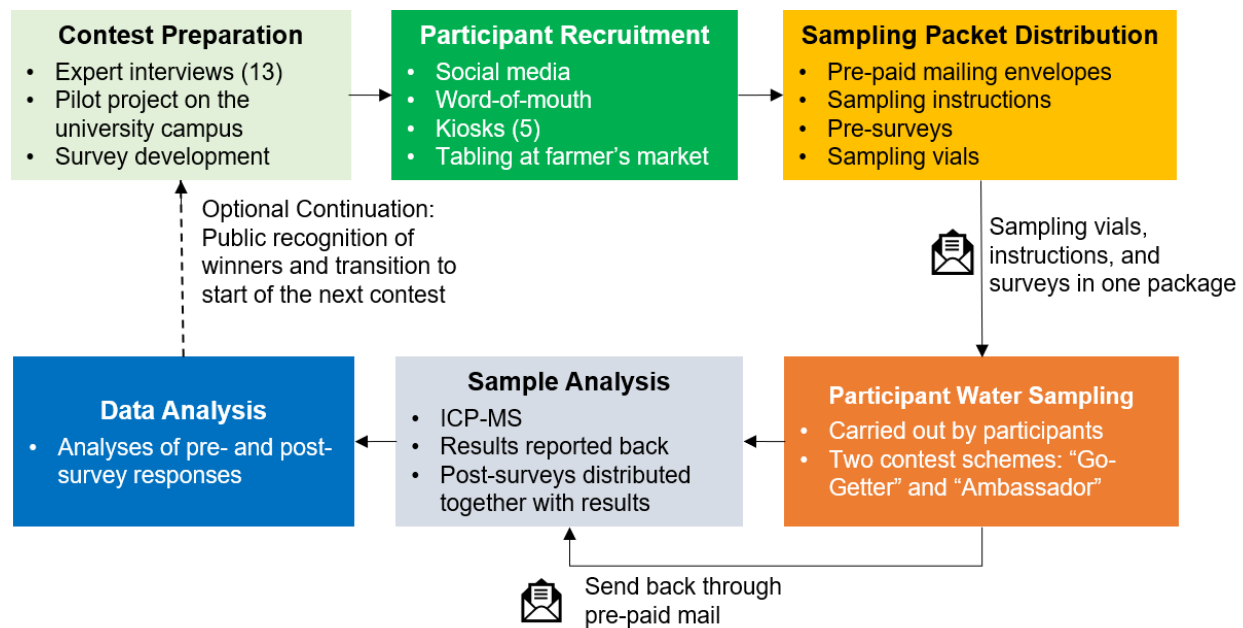 Contest Preparation
• Expert interviews (13)
• Pilot project on the
university campus
• Survey development
Participant Recruitment
• Social media
• Word-of-mouth
• Kiosks (5)
• Tabling at farmer’s market
Sampling Packet Distribution
• Pre-paid mailing envelopes
• Sampling instructions
• Pre-surveys
• Sampling vials
Optional Continuation:
Public recognition of
winners and transition to
start of the next contest
Sampling vials,
instructions, and
surveys in one package
Data Analysis
• Analyses of pre- and post-
survey responses
Sample Analysis
• ICP-MS
• Results reported back
• Post-surveys distributed
together with results
Participant Water Sampling
• Carried out by participants
• Two contest schemes: “Go-
Getter” and “Ambassador”
Send back through
pre-paid mail